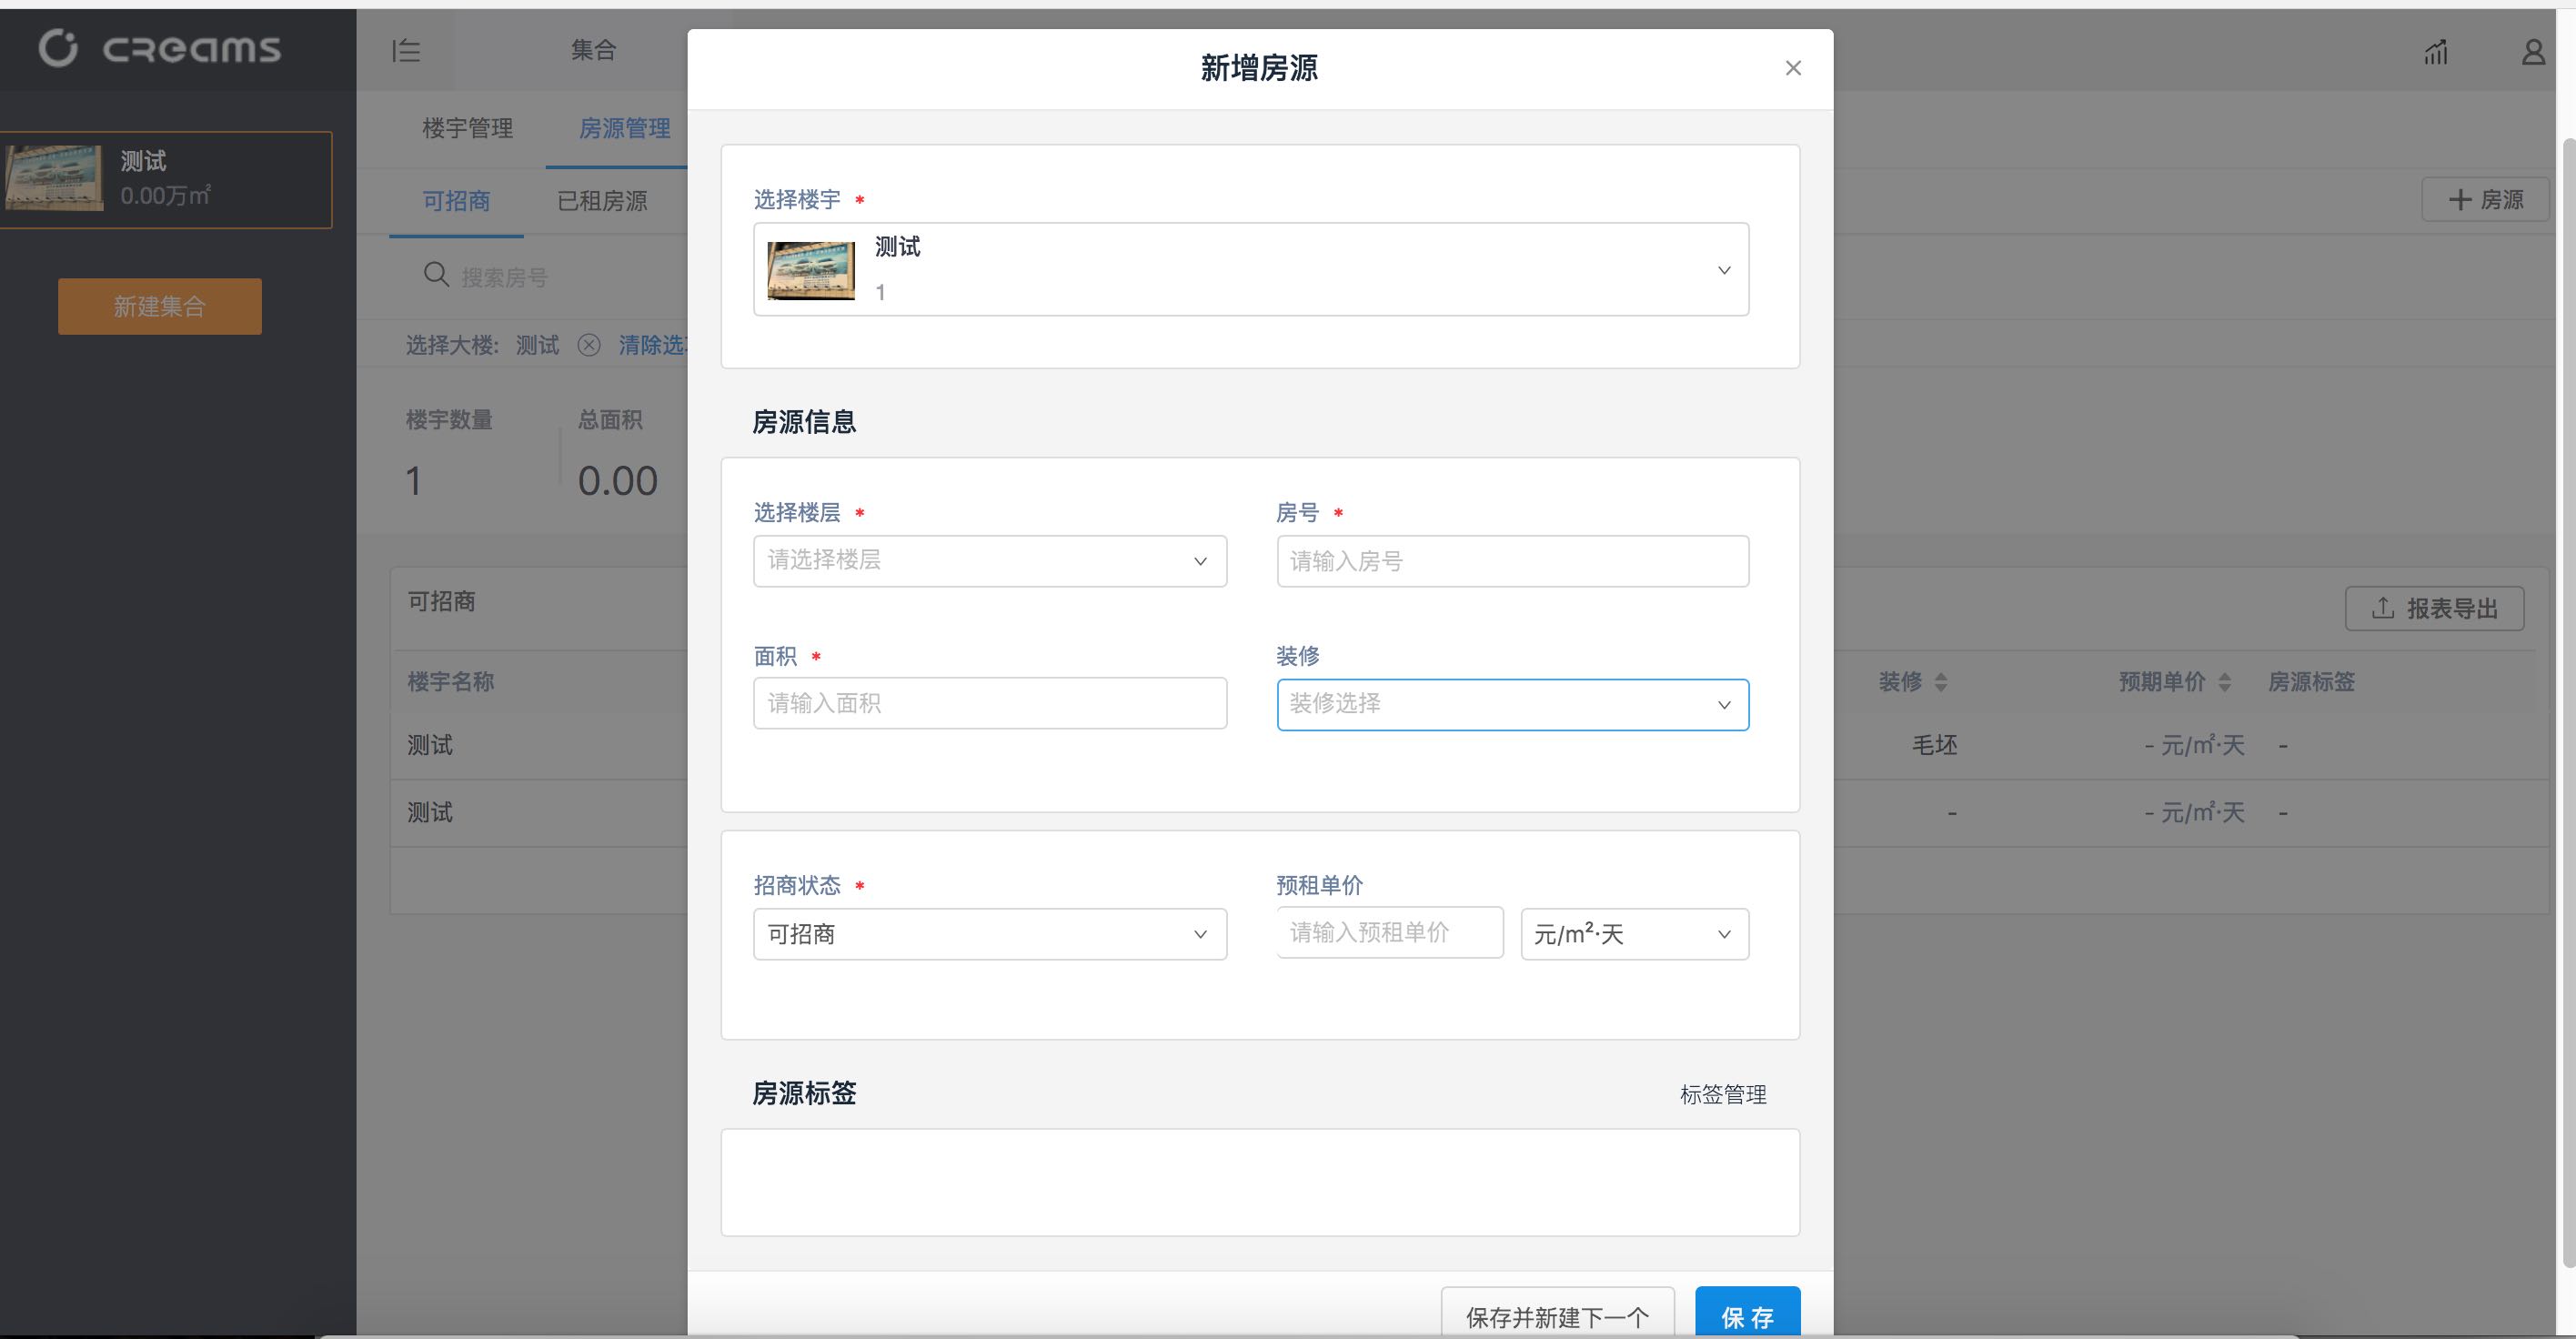 creams
集合
测试
0.00万㎡
新建集合
楼宇管理
房源管理
可招商
已租房源
房源
搜索房号
选择大楼: 测试 清除选
楼宇数量
总面积
1
0.00
可招商
报表导出
楼宇名称
装修
预期单价
房源标签
测试
毛坯
- 元/㎡·天
-
测试
-
- 元/㎡·天
-
新增房源
选择楼宇 *
测试
1
房源信息
选择楼层 *
房号 *
请选择楼层
请输入房号
面积 *
装修
请输入面积
装修选择
招商状态 *
预租单价
可招商
请输入预租单价
元/m²·天
房源标签
标签管理
保存并新建下一个
保 存